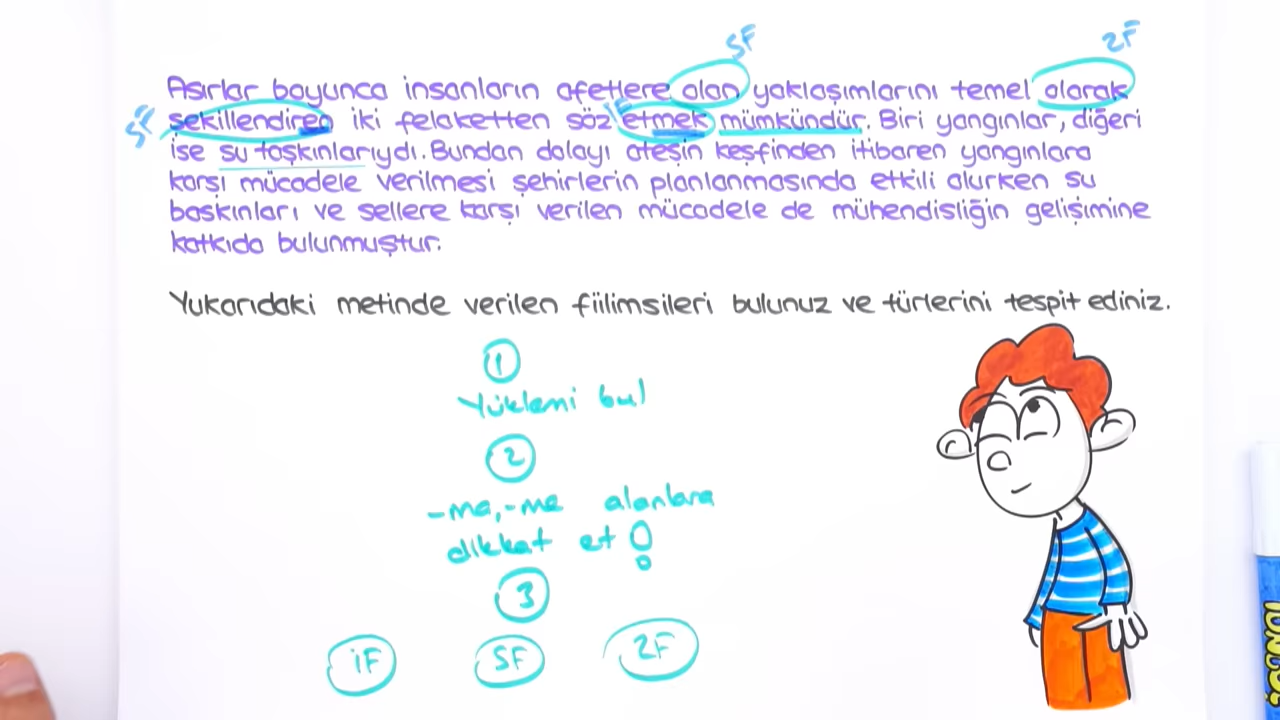 SF
2F
Asırlar boyunca insanların afetlere olan yaklaşımlarını temel olarak
SF
İF
şekillendiren iki felaketten söz etmek mümkündür. Biri yangınlar, diğeri
ise su taşkınlarıydı. Bundan dolayı ateşin keşfinden itibaren yangınlara
karşı mücadele verilmesi şehirlerin planlanmasında etkili olurken su
baskınları ve sellere karşı verilen mücadele de mühendisliğin gelişimine
katkıda bulunmuştur.
Yukarıdaki metinde verilen fiilimsileri bulunuz ve türlerini tespit ediniz.
1
Yüklemi bul
2
-ma,-me alanlara
dikkat et !
3
İF SF ZF